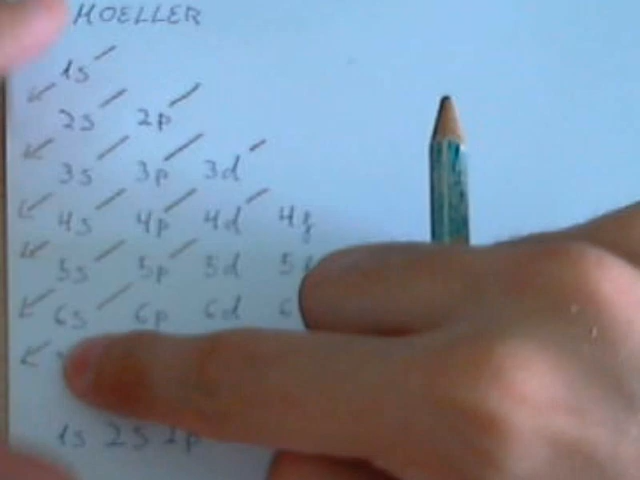 MOELLER
1s
2s 2p
3s 3p 3d
4s 4p 4d 4f
5s 5p 5d
6s 6p 6d 6
1s 2s 2p